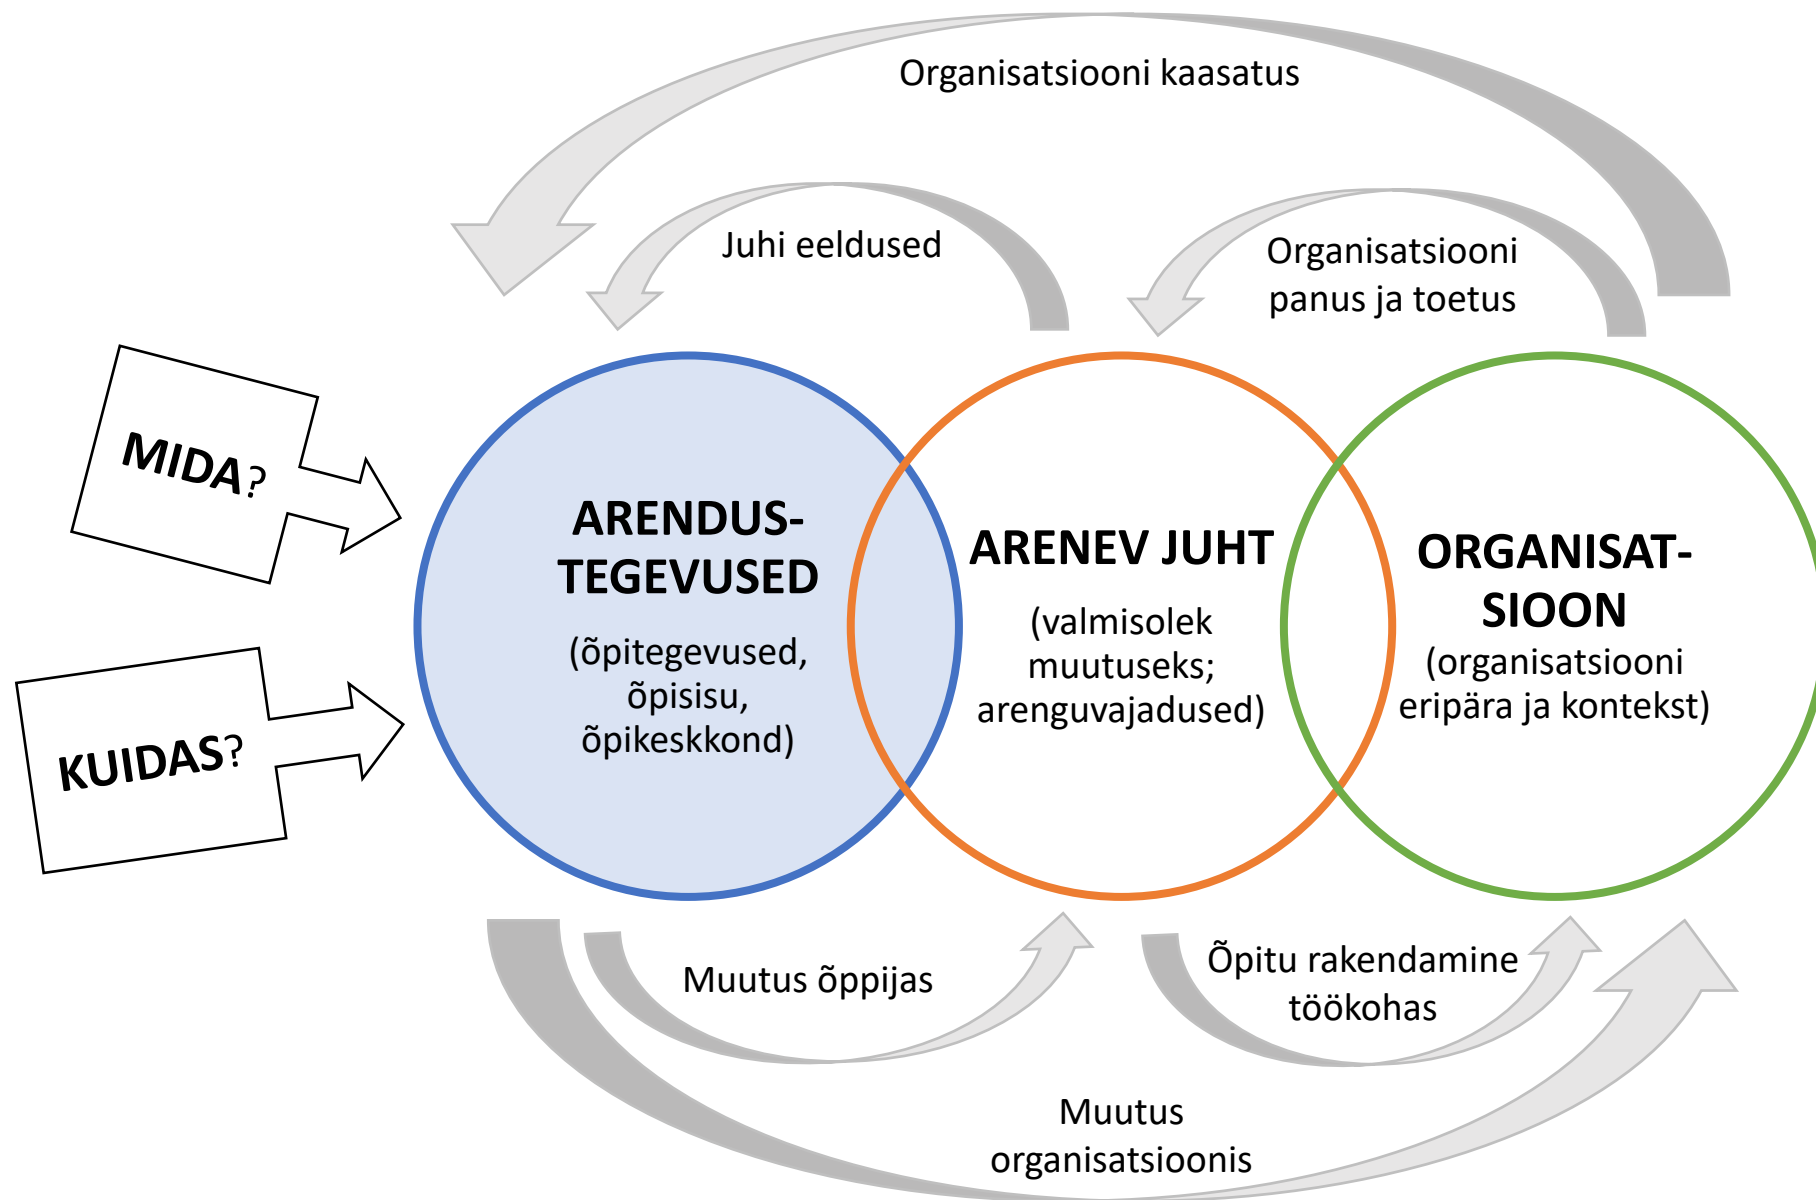 Organisatsiooni kaasatus
Juhi eeldused
Organisatsiooni
panus ja toetus
MIDA?
KUIDAS?
ARENDUS-
TEGEVUSED
(õpitegevused,
õpisisu,
õpikeskkond)
ARENEV JUHT
(valmisolek
muutuseks;
arenguvajadused)
ORGANISAT-
SIOON
(organisatsiooni
eripära ja kontekst)
Muutus õppijas
Õpitu rakendamine
töökohas
Muutus
organisatsioonis